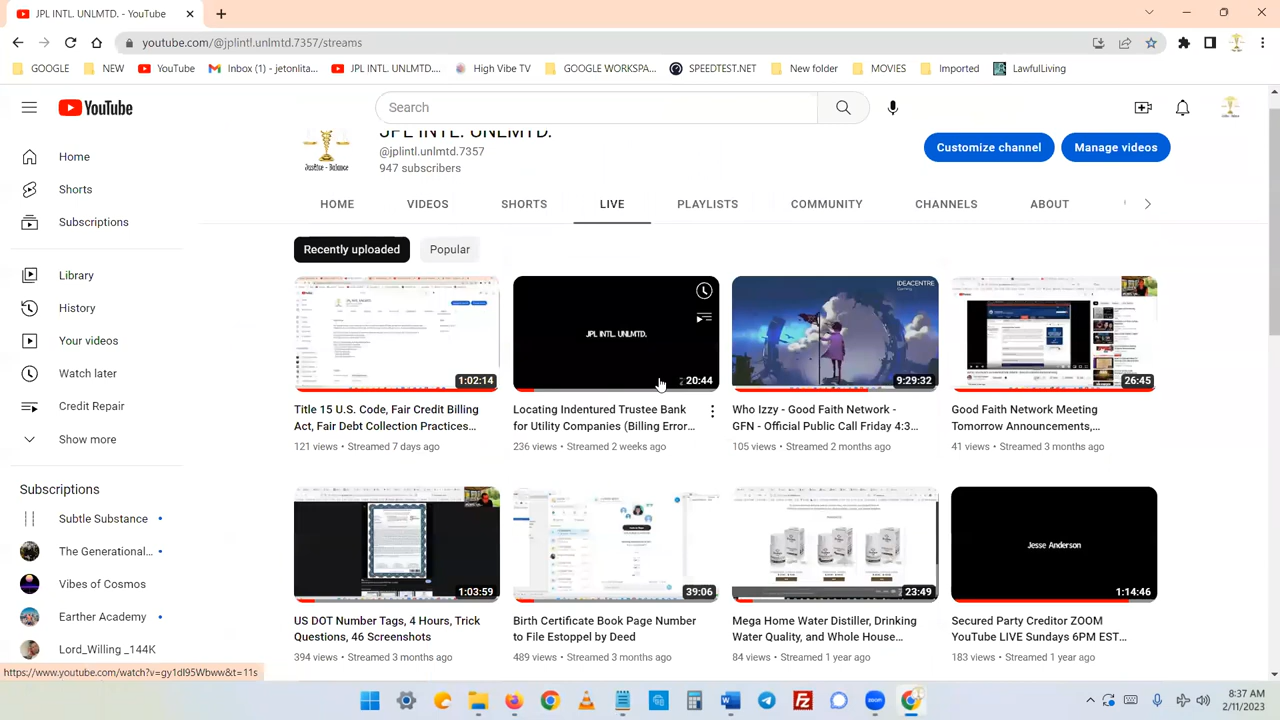 JPL INTL. UNLMTD. - YouTube
youtube.com/@jplintl.unlmtd.7357/streams
GOOGLE NEW YouTube Inbox (1) - jetonlita... JPL INTL. UNLMTD.... High Vibe TV GOOGLE WORKSPA... SPEEDTEST.NET New folder MOVIES Imported LawfulLiving
YouTube
Search
JPL INTL. UNLMTD.
@jplintl.unlmtd.7357
947 subscribers
Justice - Balance
Customize channel
Manage videos
Home
Shorts
Subscriptions
Library
History
Your videos
Watch later
Credit Repair
Show more
Subscriptions
Subtle Substance
The Generational...
Vibes of Cosmos
Earther Academy
Lord_Willing _144K
HOME VIDEOS SHORTS LIVE PLAYLISTS COMMUNITY CHANNELS ABOUT
Recently uploaded Popular
1:02:14
Title 15 U.S. Code, Fair Credit Billing
Act, Fair Debt Collection Practices...
121 views • Streamed 7 days ago
JPL INTL. UNLMTD.
20:44
for Utility Companies (Billing Error...
236 views • Streamed 2 weeks ago
IDEACENTRE
9:29:32
Who Izzy - Good Faith Network -
GFN - Official Public Call Friday 4:3...
105 views • Streamed 2 months ago
26:45
Good Faith Network Meeting
Tomorrow Announcements,...
41 views • Streamed 3 months ago
1:03:59
US DOT Number Tags, 4 Hours, Trick
Questions, 46 Screenshots
394 views • Streamed 3 months ago
39:06
Birth Certificate Book Page Number
to File Estoppel by Deed
489 views • Streamed 3 months ago
23:49
Mega Home Water Distiller, Drinking
Water Quality, and Whole House...
84 views • Streamed 1 year ago
Jesse Anderson
1:14:46
Secured Party Creditor ZOOM
YouTube LIVE Sundays 6PM EST...
183 views • Streamed 1 year ago
https://www.youtube.com/watch?v=gy1dl95Wbww&t=11s
8:37 AM
2/11/2023